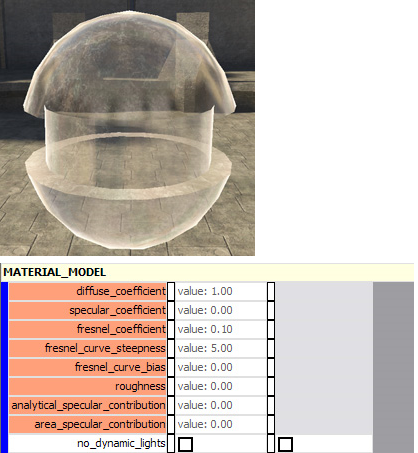 MATERIAL_MODEL
diffuse_coefficient value: 1.00
specular_coefficient value: 0.00
fresnel_coefficient value: 0.10
fresnel_curve_steepness value: 5.00
fresnel_curve_bias value: 0.00
roughness value: 0.00
analytical_specular_contribution value: 0.00
area_specular_contribution value: 0.00
no_dynamic_lights